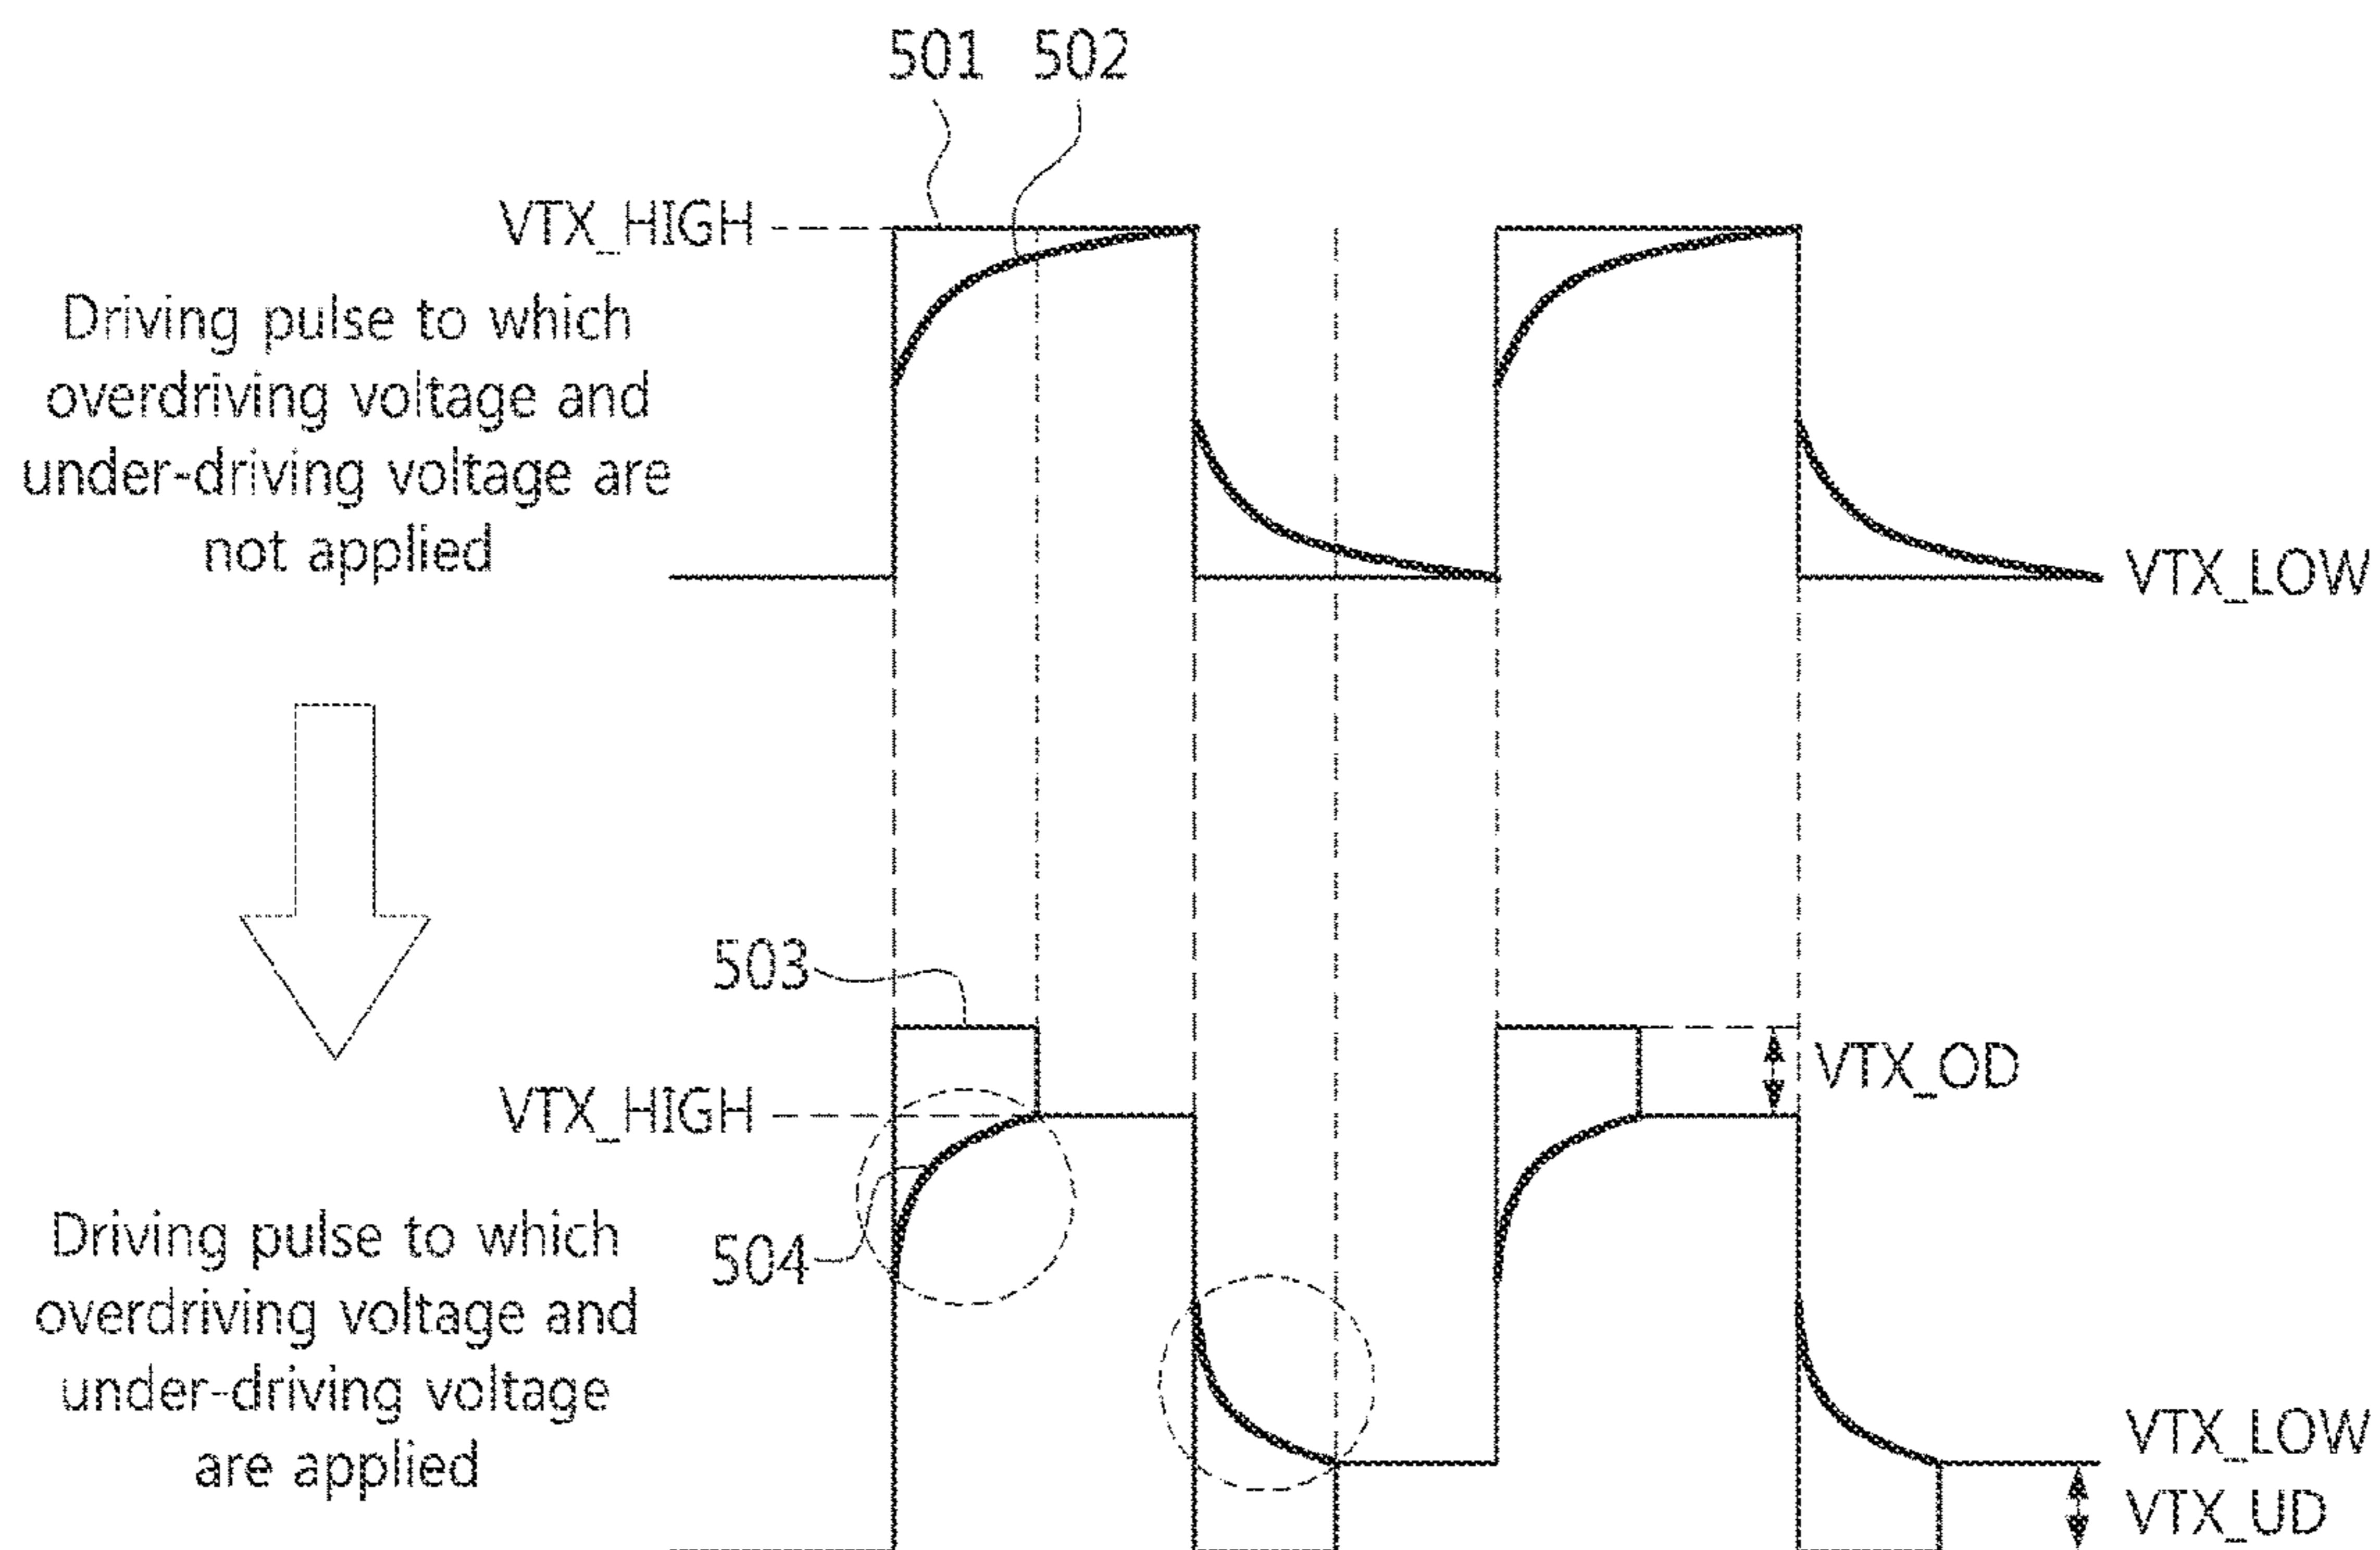 501 502
VTX_HIGH
Driving pulse to which
overdriving voltage and
under-driving voltage are
not applied
VTX_LOW
503
VTX_OD
VTX_HIGH
504
Driving pulse to which
overdriving voltage and
under-driving voltage
are applied
VTX_LOW
VTX_UD